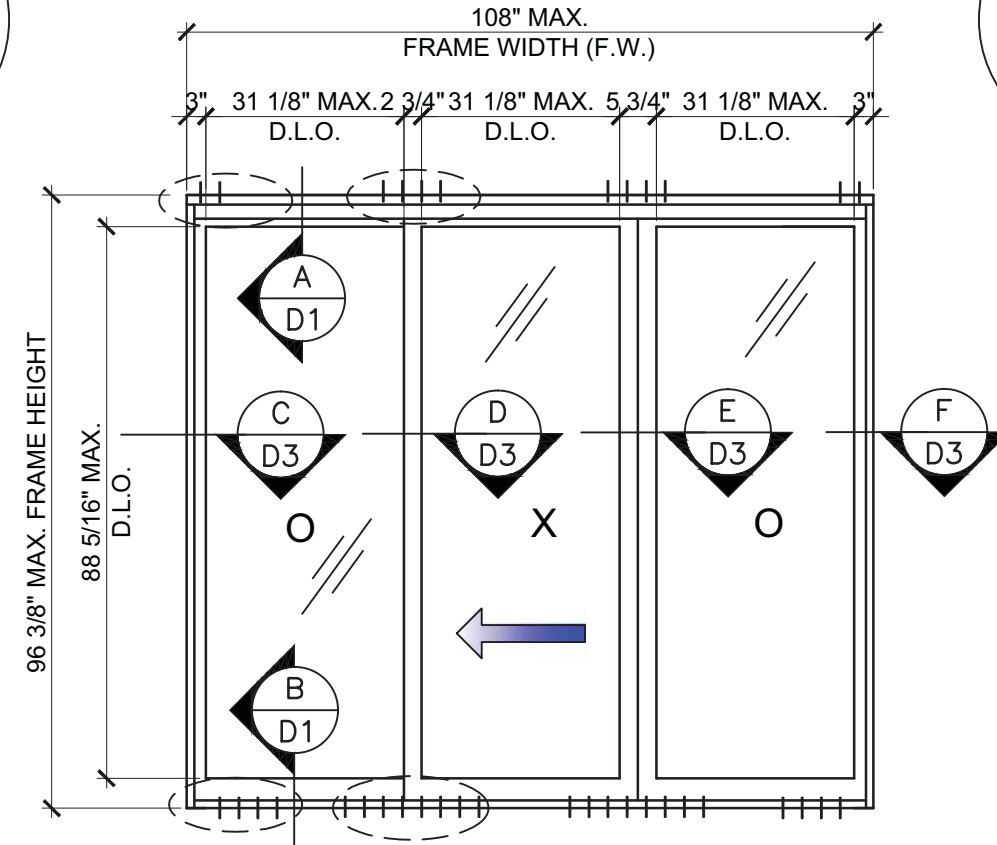 108" MAX.
FRAME WIDTH (F.W.)
3" 31 1/8" MAX. 2 3/4" 31 1/8" MAX. 5 3/4" 31 1/8" MAX. 3"
D.L.O. D.L.O. D.L.O.
96 3/8" MAX. FRAME HEIGHT
88 5/16" MAX.
D.L.O.
A
D1
C
D3
D
D3
E
D3
F
D3
O
X
O
B
D1